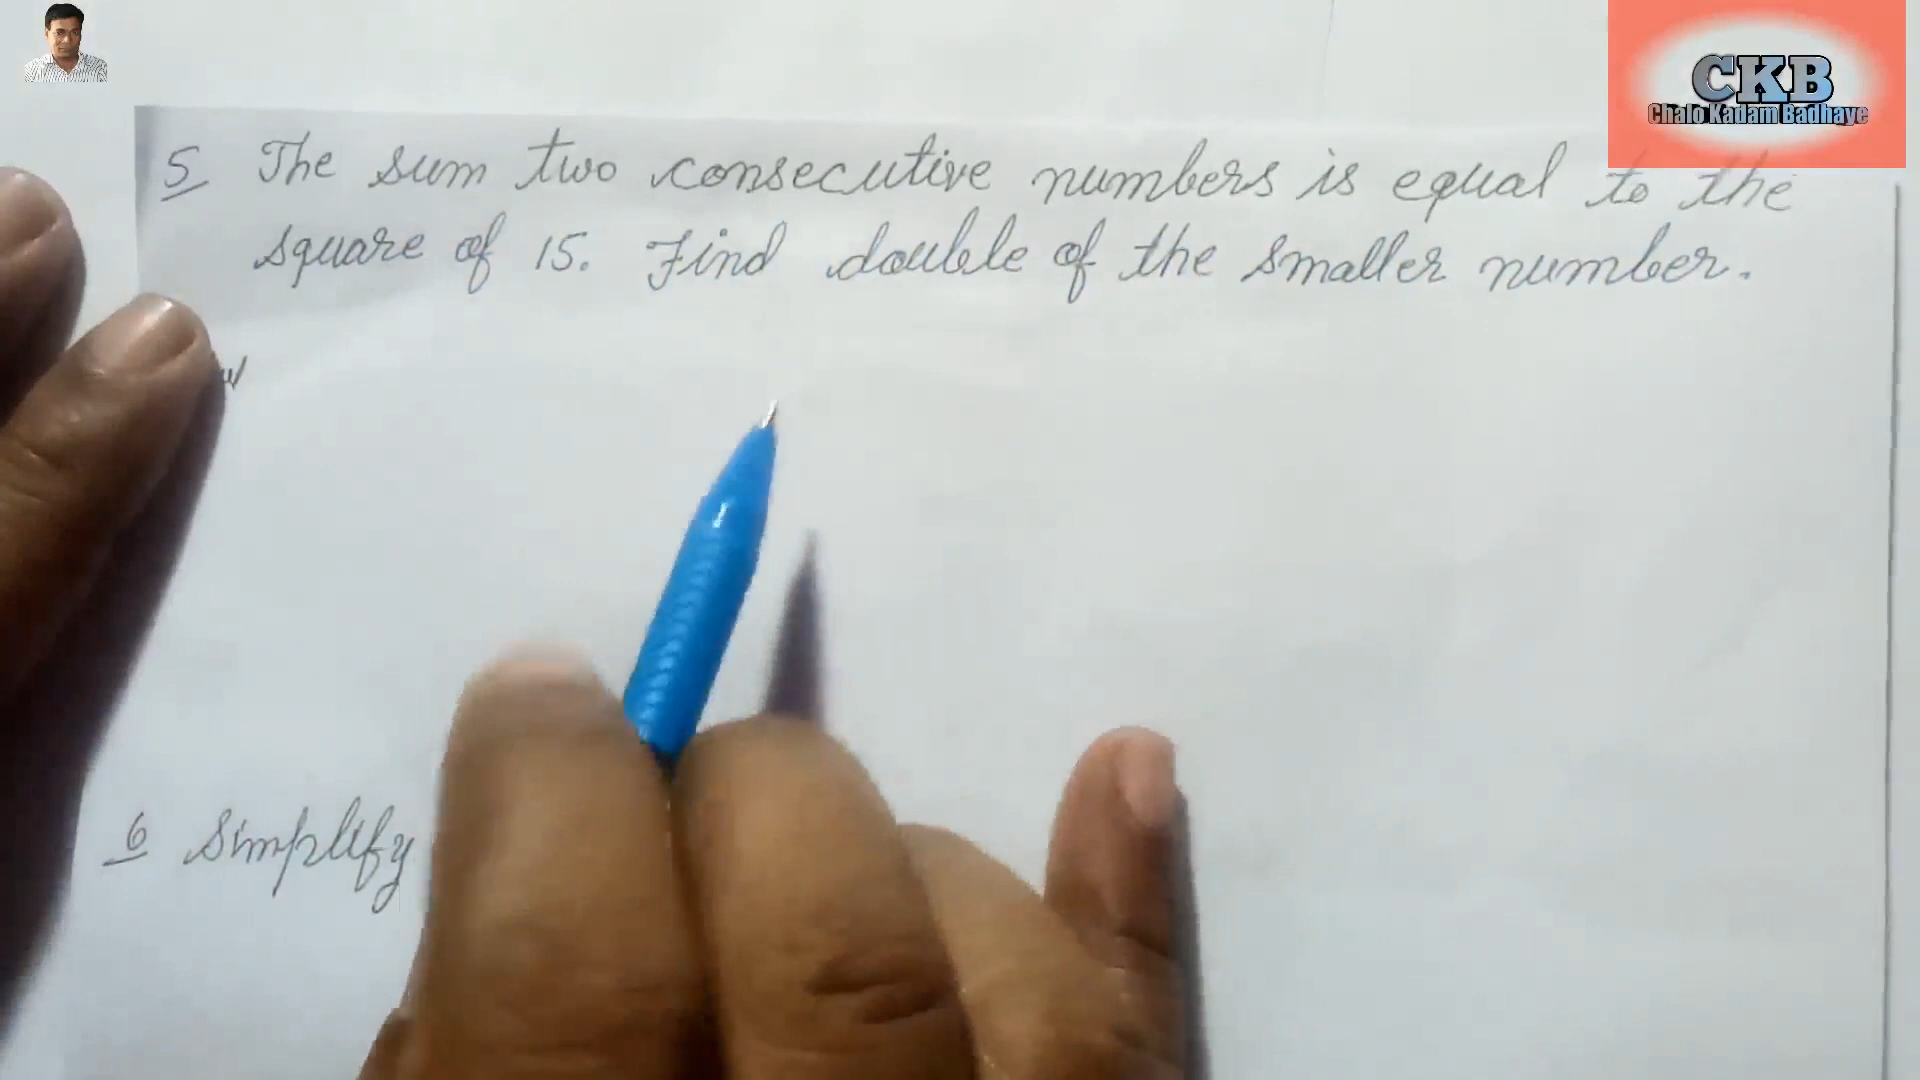 CKB
Chalo Kadam Badhaye
5 The sum two consecutive numbers is equal to the
square of 15. Find double of the smaller number.
6 Simplify